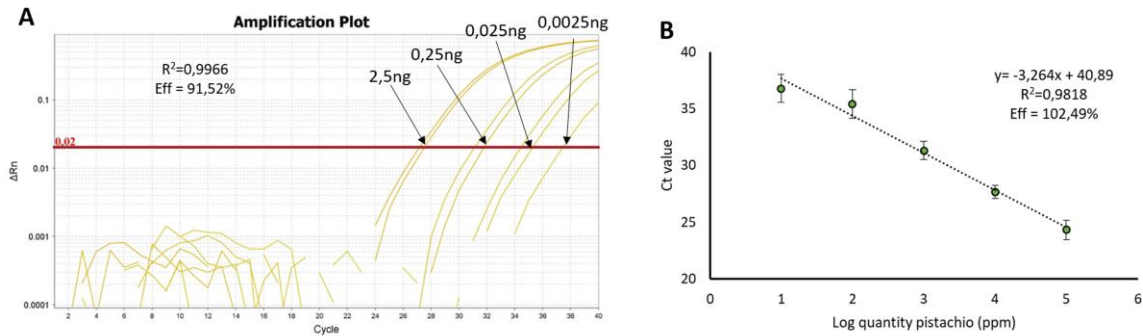 A
Amplification Plot
R²=0,9966
Eff = 91,52%
2,5ng
0,25ng
0,025ng
0,0025ng
0,02
ΔRn
0.1
0.01
0.001
0.0001
2 4 6 8 10 12 14 16 18 20 22 24 26 28 30 32 34 36 38 40
Cycle
B
y= -3,264x + 40,89
R²=0,9818
Eff = 102,49%
Ct value
40
35
30
25
20
0 1 2 3 4 5 6
Log quantity pistachio (ppm)